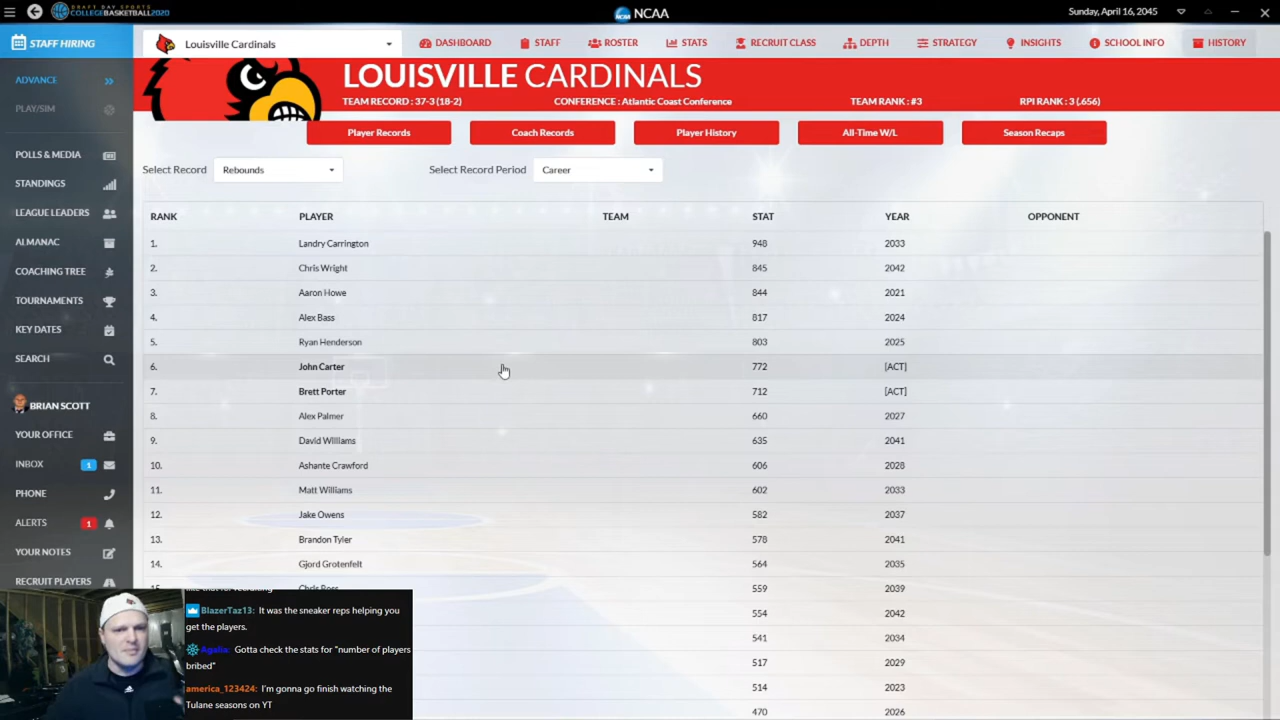 DRAFT DAY SPORTS
COLLEGE BASKETBALL 2020
NCAA
Sunday, April 16, 2045
STAFF HIRING
Louisville Cardinals
DASHBOARD
STAFF
ROSTER
STATS
RECRUIT CLASS
DEPTH
STRATEGY
INSIGHTS
SCHOOL INFO
HISTORY
ADVANCE
PLAY/SIM
POLLS & MEDIA
STANDINGS
LEAGUE LEADERS
ALMANAC
COACHING TREE
TOURNAMENTS
KEY DATES
SEARCH
BRIAN SCOTT
YOUR OFFICE
INBOX 1
PHONE
ALERTS 1
YOUR NOTES
RECRUIT PLAYERS
LOUISVILLE CARDINALS
TEAM RECORD : 37-3 (18-2) CONFERENCE : Atlantic Coast Conference TEAM RANK : #3 RPI RANK : 3 (.656)
Player Records Coach Records Player History All-Time W/L Season Recaps
Select Record Rebounds Select Record Period Career
RANK PLAYER TEAM STAT YEAR OPPONENT
1. Landry Carrington 948 2033
2. Chris Wright 845 2042
3. Aaron Howe 844 2021
4. Alex Bass 817 2024
5. Ryan Henderson 803 2025
6. John Carter 772 [ACT]
7. Brett Porter 712 [ACT]
8. Alex Palmer 660 2027
9. David Williams 635 2041
10. Ashante Crawford 606 2028
11. Matt Williams 602 2033
12. Jake Owens 582 2037
13. Brandon Tyler 578 2041
14. Gjord Grotenfelt 564 2035
559 2039
554 2042
541 2034
517 2029
514 2023
470 2026
BlazerTaz13: It was the sneaker reps helping you
get the players.
Agalia: Gotta check the stats for "number of players
bribed"
america_123424: I'm gonna go finish watching the
Tulane seasons on YT